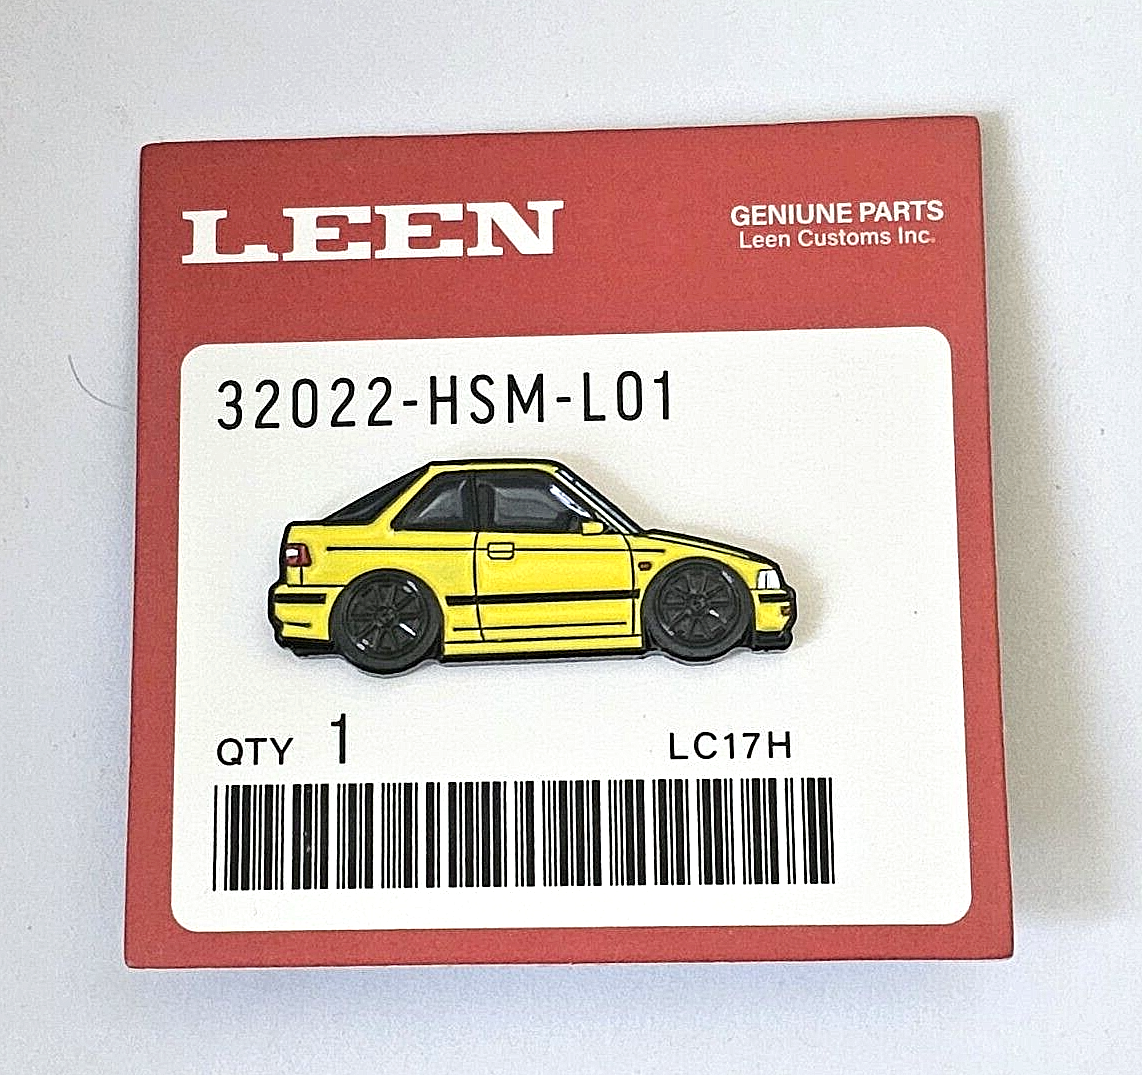 LEEN
GENIUNE PARTS
Leen Customs Inc.
32022-HSM-L01
QTY 1
LC17H